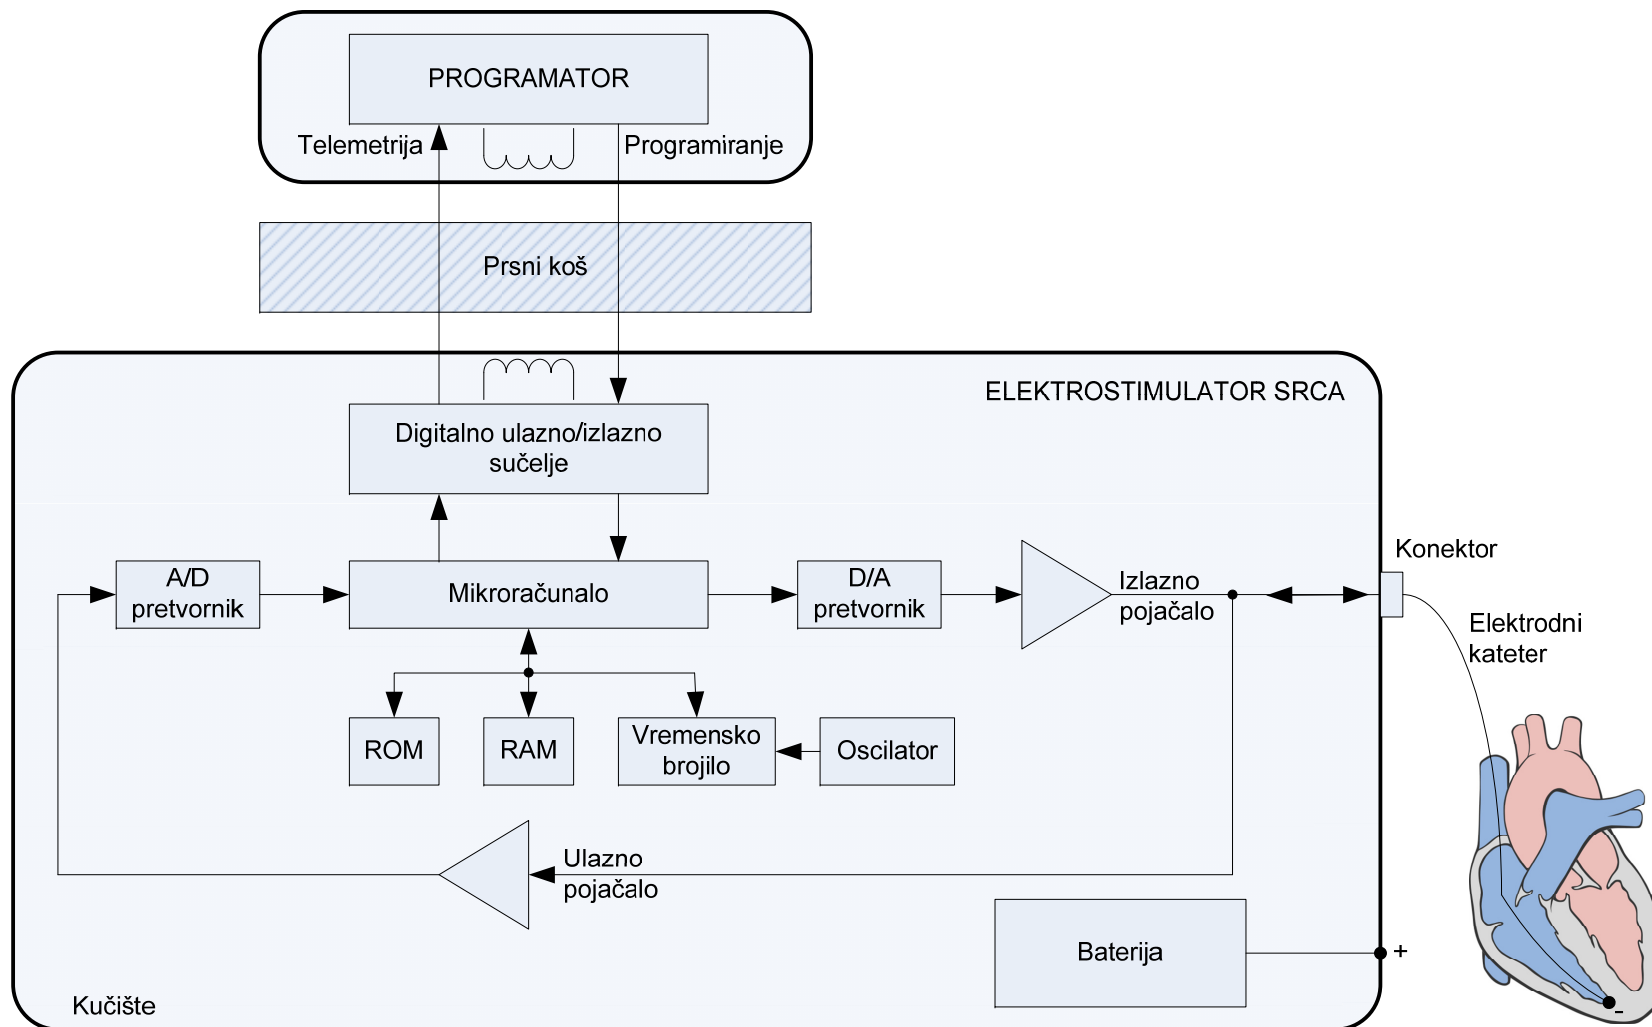 PROGRAMATOR
Telemetrija
Programiranje
Prsni koš
ELEKTROSTIMULATOR SRCA
Digitalno ulazno/izlazno
sučelje
A/D
pretvornik
Mikroračunalo
D/A
pretvornik
Izlazno
pojačalo
Konektor
Elektrodni
kateter
ROM
RAM
Vremensko
brojilo
Oscilator
Ulazno
pojačalo
Baterija
+
-
Kučište